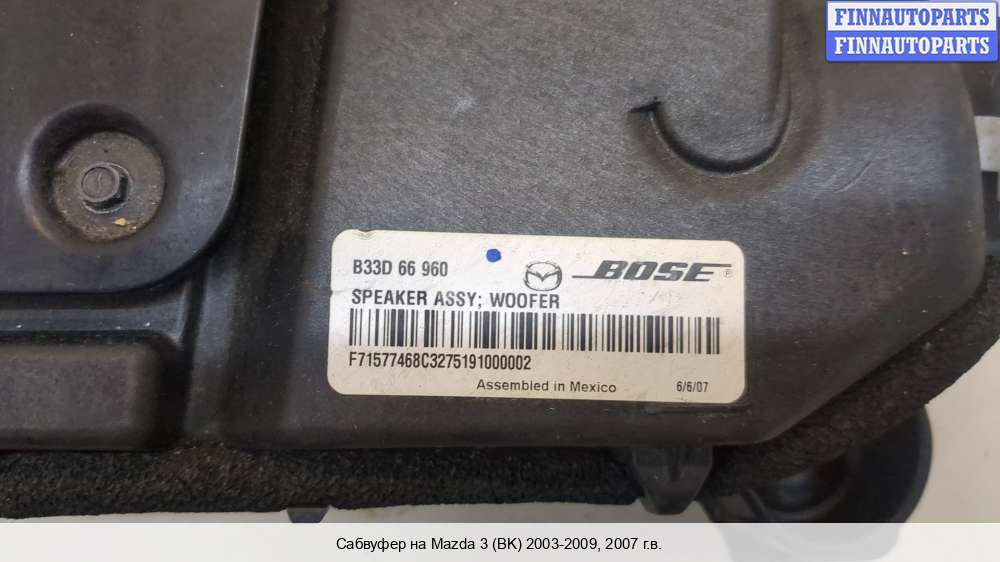 FINNAUTOPARTS
FINNAUTOPARTS
B33D 66 960
BOSE®
SPEAKER ASSY; WOOFER
F71577468C3275191000002
Assembled in Mexico 6/6/07
Сабвуфер на Mazda 3 (BK) 2003-2009, 2007 г.в.